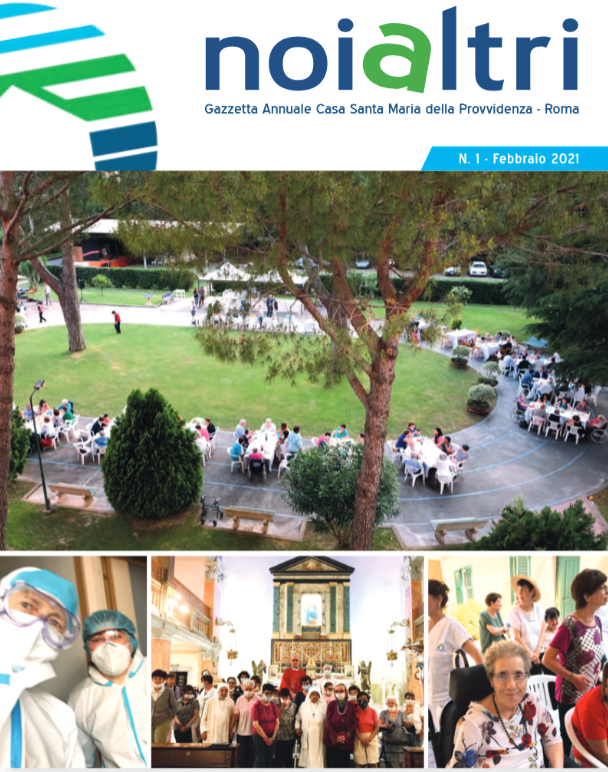 noialtri
Gazzetta Annuale Casa Santa Maria della Provvidenza - Roma
N. 1 - Febbraio 2021